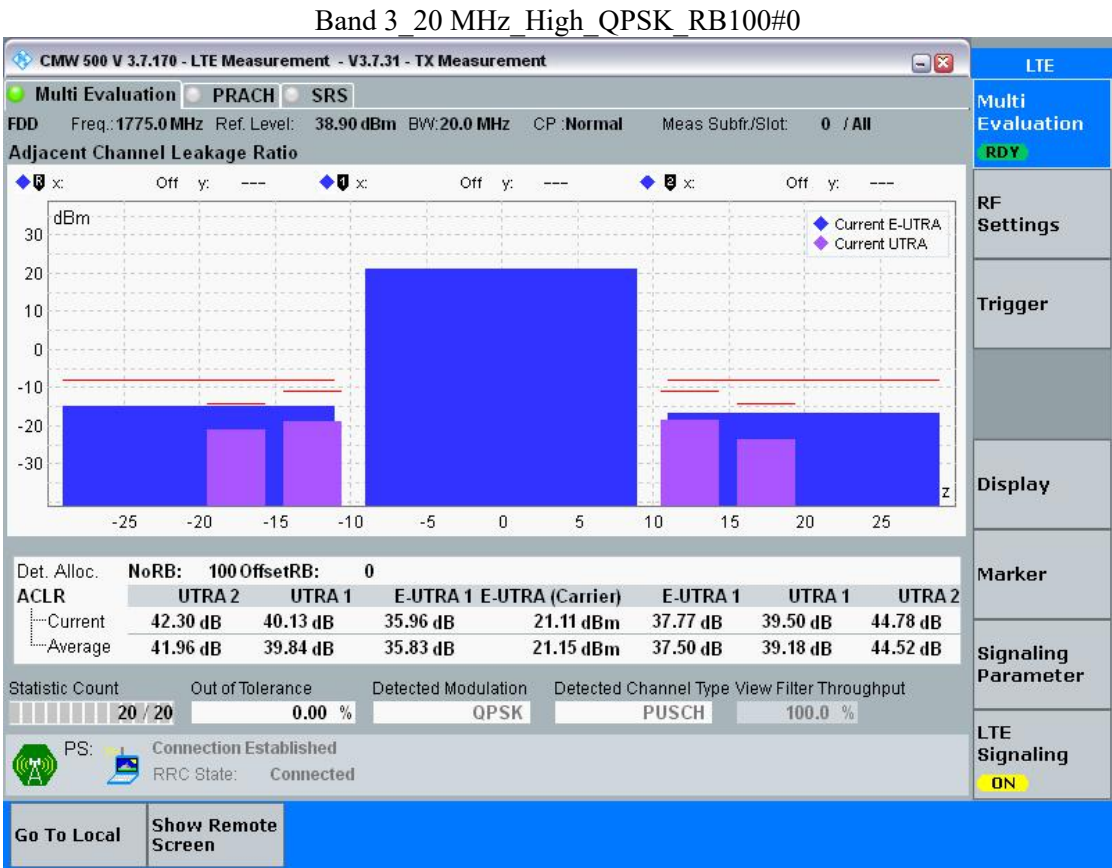 Band 3_20 MHz_High_QPSK_RB100#0
CMW 500 V 3.7.170 - LTE Measurement - V3.7.31 - TX Measurement
LTE
Multi Evaluation PRACH SRS
Multi Evaluation
RDY
FDD Freq.: 1775.0 MHz Ref. Level: 38.90 dBm BW: 20.0 MHz CP : Normal Meas Subfr./Slot: 0 / All
Adjacent Channel Leakage Ratio
R x: Off y: --- 1 x: Off y: --- 2 x: Off y: ---
dBm
Current E-UTRA
Current UTRA
30
20
10
0
-10
-20
-30
z
-25 -20 -15 -10 -5 0 5 10 15 20 25
RF Settings
Trigger
Display
Marker
Signaling Parameter
LTE Signaling
ON
Det. Alloc. NoRB: 100 OffsetRB: 0
ACLR UTRA 2 UTRA 1 E-UTRA 1 E-UTRA (Carrier) E-UTRA 1 UTRA 1 UTRA 2
Current 42.30 dB 40.13 dB 35.96 dB 21.11 dBm 37.77 dB 39.50 dB 44.78 dB
Average 41.96 dB 39.84 dB 35.83 dB 21.15 dBm 37.50 dB 39.18 dB 44.52 dB
Statistic Count Out of Tolerance Detected Modulation Detected Channel Type View Filter Throughput
20 / 20 0.00 % QPSK PUSCH 100.0 %
PS: Connection Established
RRC State: Connected
Go To Local
Show Remote Screen